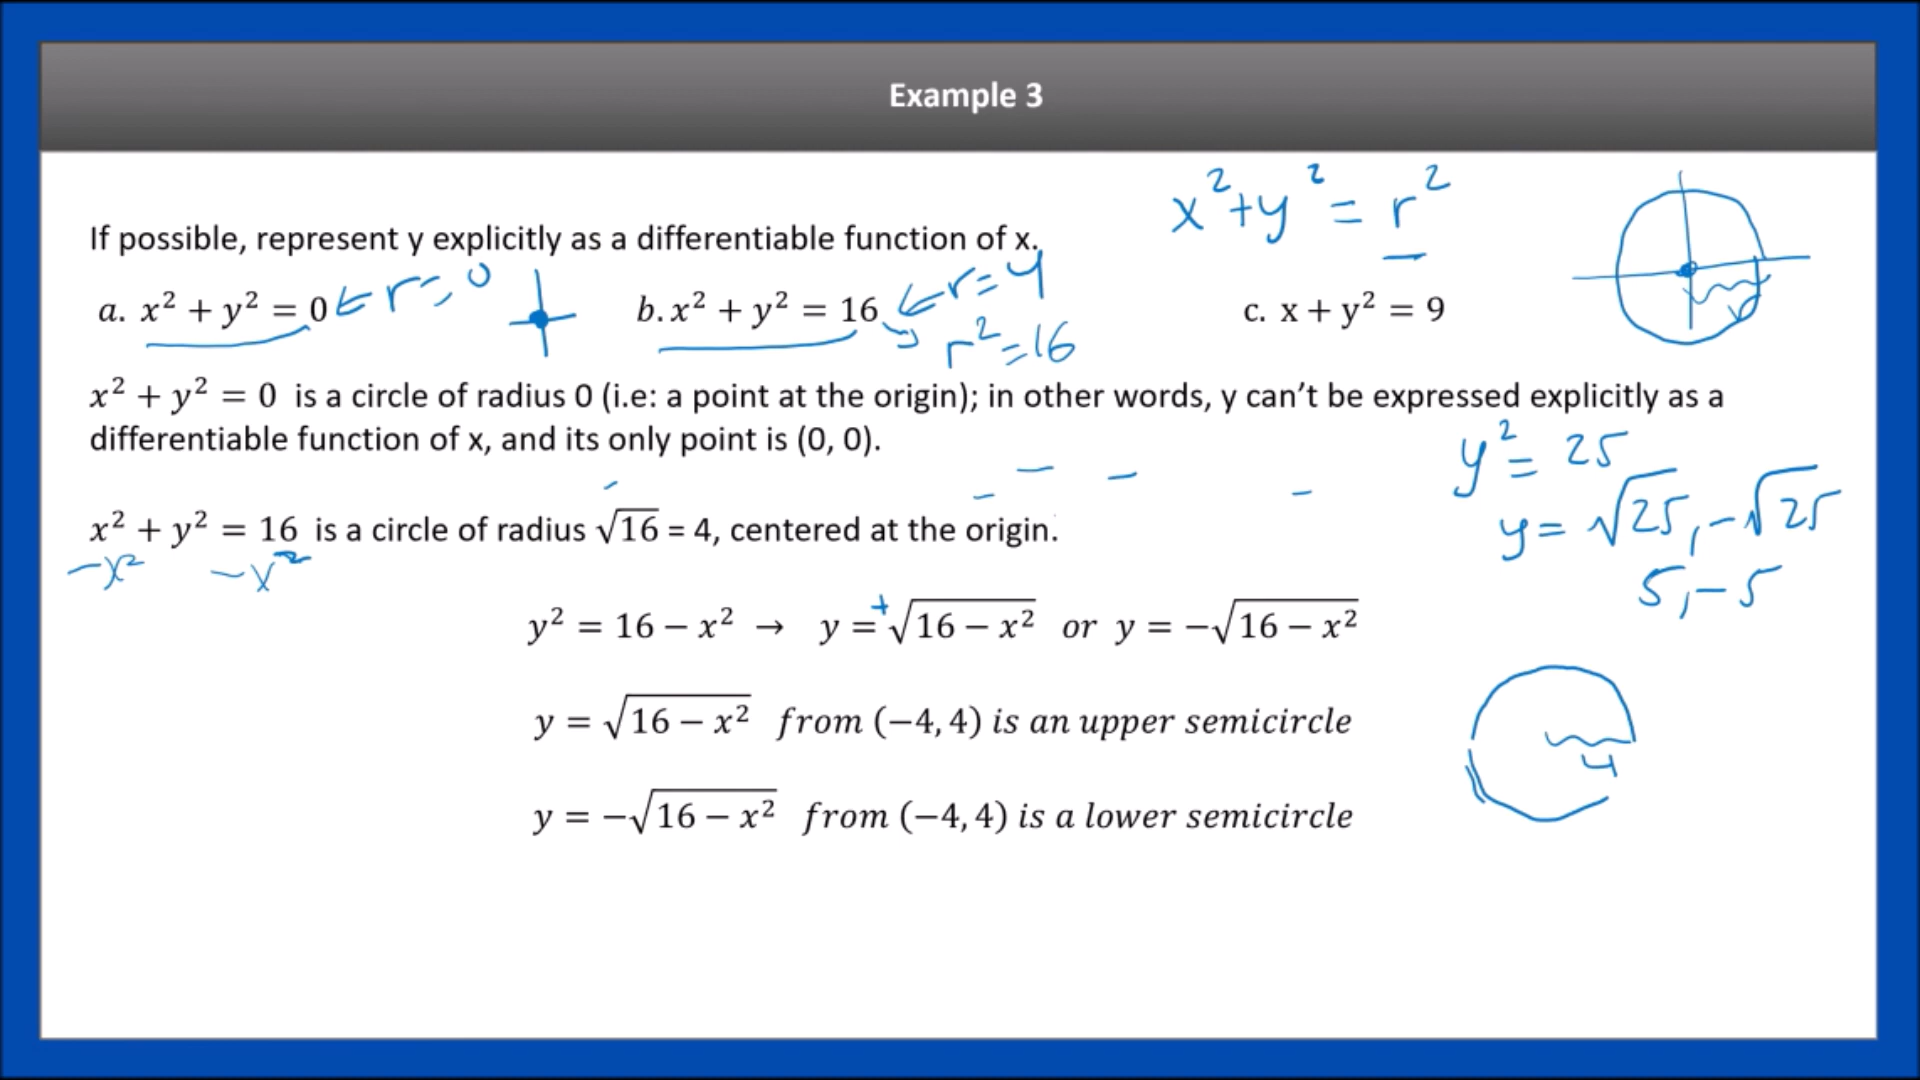 Example 3
x² + y² = r²
If possible, represent y explicitly as a differentiable function of x.
a. x² + y² = 0 ← r = 0
b. x² + y² = 16 ← r = 4
r² = 16
c. x + y² = 9
x² + y² = 0 is a circle of radius 0 (i.e: a point at the origin); in other words, y can't be expressed explicitly as a
differentiable function of x, and its only point is (0, 0).
y² = 25
y = √25, -√25
5, -5
x² + y² = 16 is a circle of radius √16 = 4, centered at the origin.
-x² -x²
y² = 16 − x² → y = +√(16 − x²) or y = −√(16 − x²)
y = √(16 − x²) from (−4, 4) is an upper semicircle
4
y = −√(16 − x²) from (−4, 4) is a lower semicircle